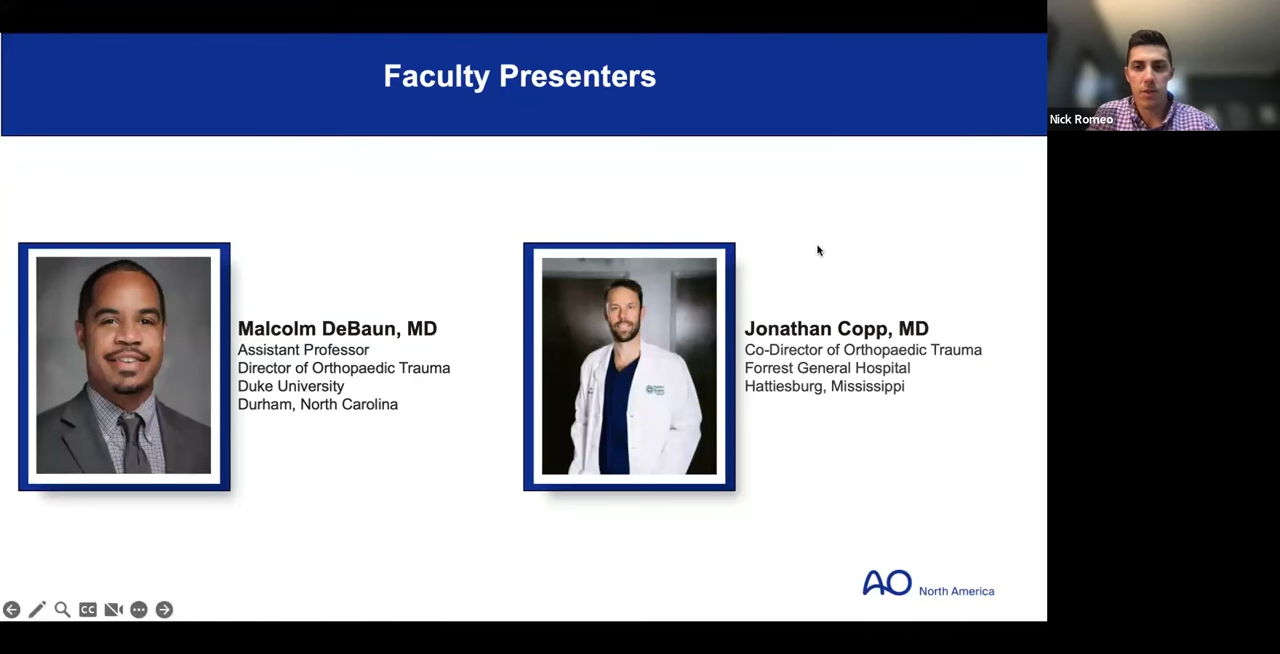 Faculty Presenters
Nick Romeo
Malcolm DeBaun, MD
Assistant Professor
Director of Orthopaedic Trauma
Duke University
Durham, North Carolina
Jonathan Copp, MD
Co-Director of Orthopaedic Trauma
Forrest General Hospital
Hattiesburg, Mississippi
AO North America
CC